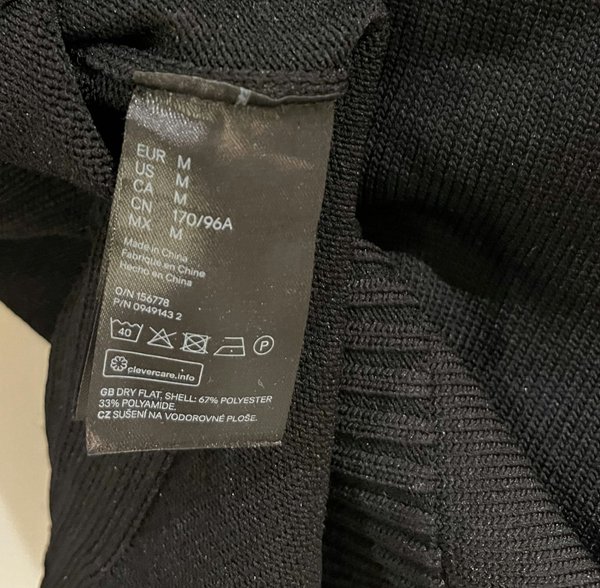 EUR M
US M
CA M
CN 170/96A
MX M
Made in China
Fabriqué en Chine
Hecho en China
O/N 156778
P/N 0949143 2
40
P
clevercare.info
GB DRY FLAT, SHELL: 67% POLYESTER
33% POLYAMIDE.
CZ SUŠENÍ NA VODOROVNÉ PLOŠE.